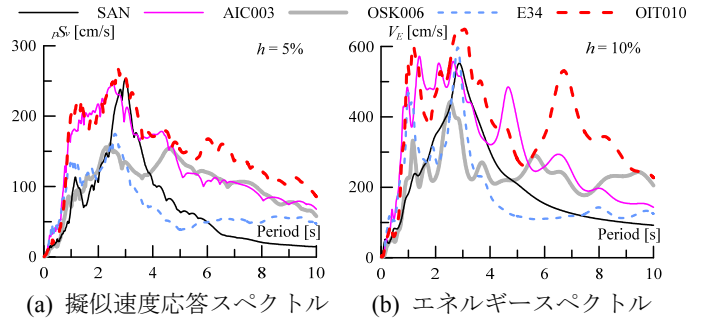 SAN AIC003 OSK006 E34 OIT010
pSv [cm/s]
h = 5%
300
200
100
0
Period [s]
0 2 4 6 8 10
(a) 擬似速度応答スペクトル
VE [cm/s]
h = 10%
600
400
200
0
Period [s]
0 2 4 6 8 10
(b) エネルギースペクトル